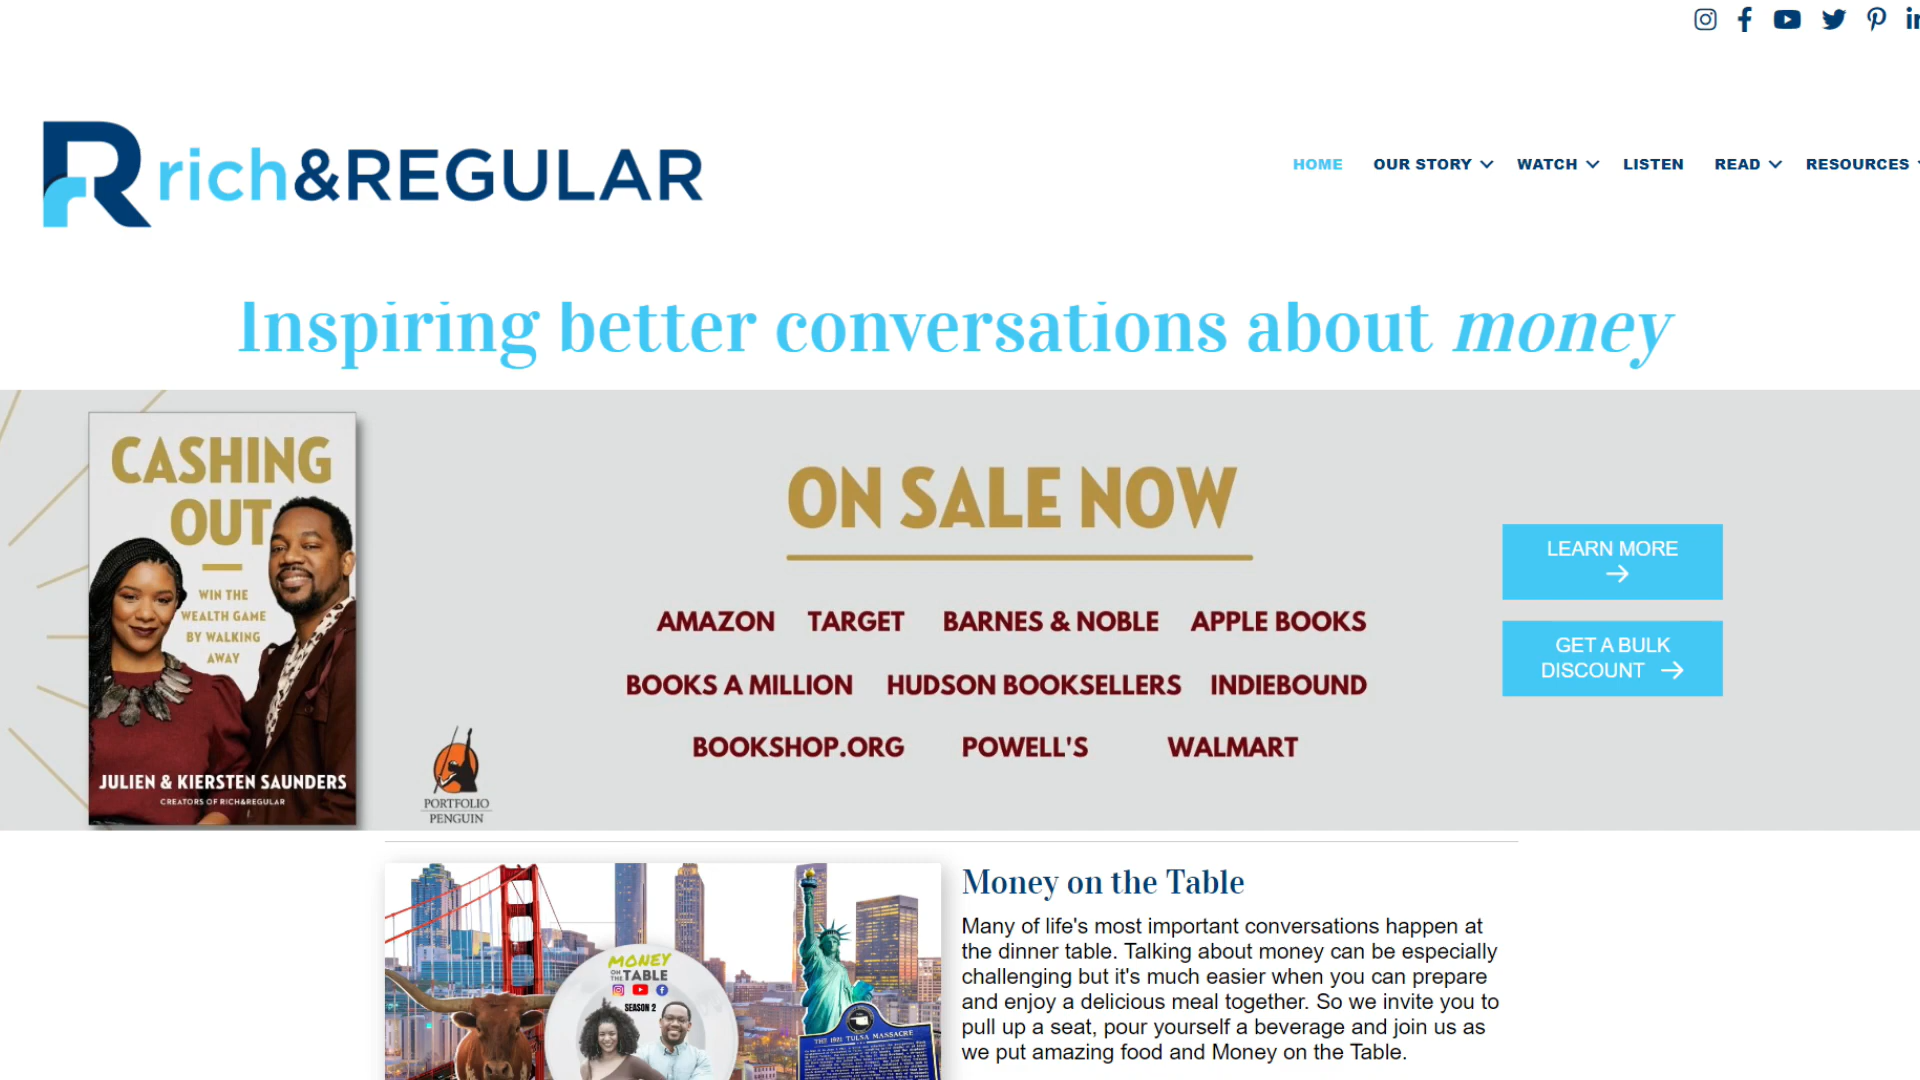 rich&REGULAR
HOME
OUR STORY
WATCH
LISTEN
READ
RESOURCES
Inspiring better conversations about money
CASHING
OUT
WIN THE
WEALTH GAME
BY WALKING
AWAY
JULIEN & KIERSTEN SAUNDERS
CREATORS OF RICH&REGULAR
PORTFOLIO
PENGUIN
ON SALE NOW
AMAZON TARGET BARNES & NOBLE APPLE BOOKS
BOOKS A MILLION HUDSON BOOKSELLERS INDIEBOUND
BOOKSHOP.ORG POWELL'S WALMART
LEARN MORE
GET A BULK
DISCOUNT
MONEY
ON THE TABLE
SEASON 2
THE 1921 TULSA MASSACRE
Money on the Table
Many of life's most important conversations happen at
the dinner table. Talking about money can be especially
challenging but it's much easier when you can prepare
and enjoy a delicious meal together. So we invite you to
pull up a seat, pour yourself a beverage and join us as
we put amazing food and Money on the Table.